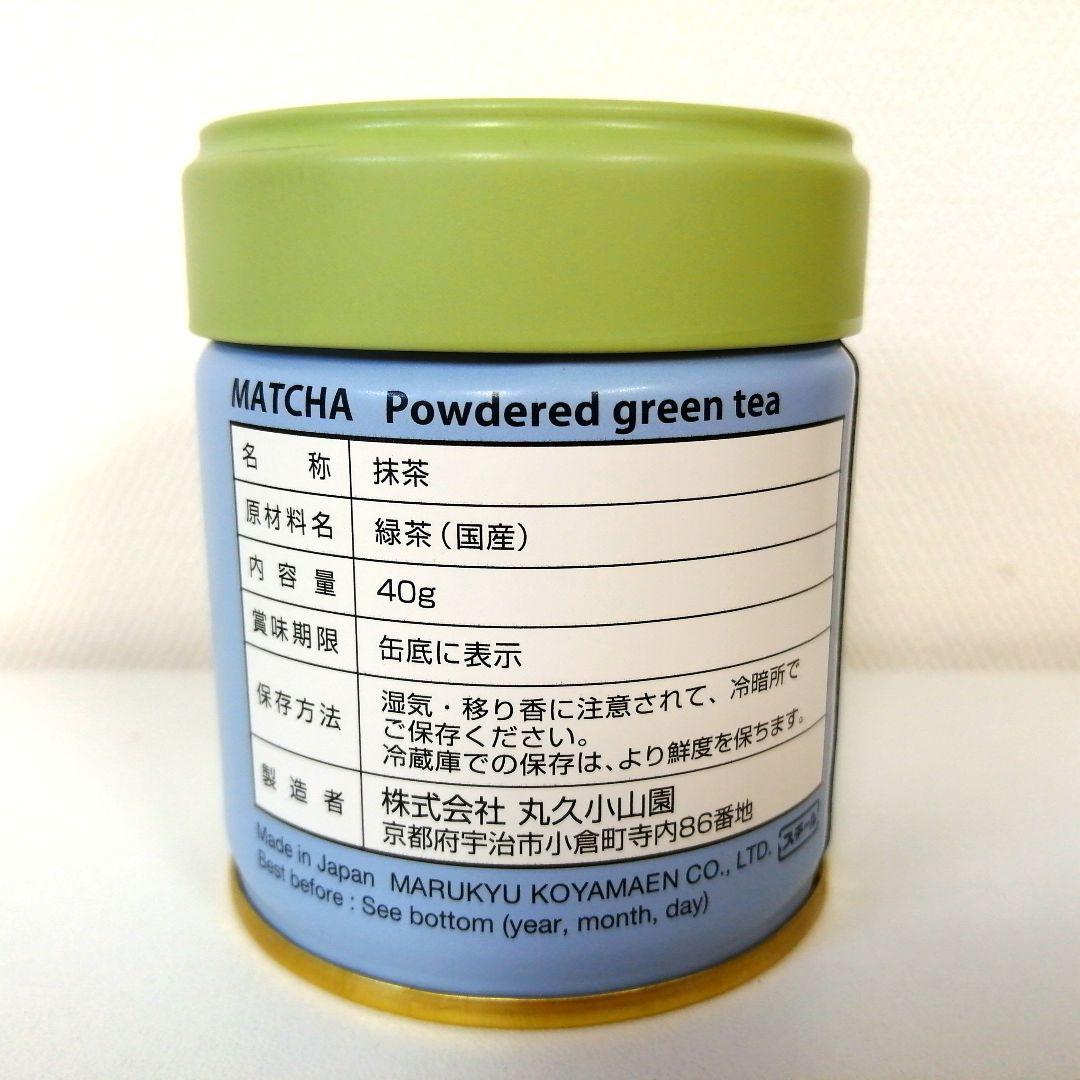 MATCHA Powdered green tea
名称 抹茶
原材料名 緑茶（国産）
内容量 40g
賞味期限 缶底に表示
保存方法 湿気・移り香に注意されて、冷暗所で
ご保存ください。
冷蔵庫での保存は、より鮮度を保ちます。
製造者 株式会社 丸久小山園
京都府宇治市小倉町寺内86番地
Made in Japan MARUKYU KOYAMAEN CO., LTD.
スチール
Best before : See bottom (year, month, day)